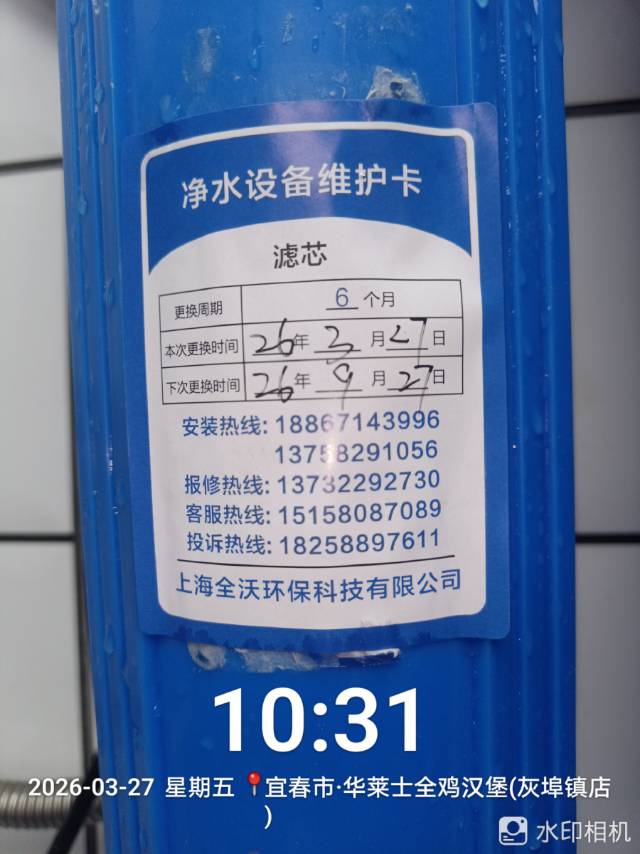 净水设备维护卡
滤芯
更换周期 6 个月
本次更换时间 26年 3月 27日
下次更换时间 26年 9月 27日
安装热线: 18867143996
13758291056
报修热线: 13732292730
客服热线: 15158087089
投诉热线: 18258897611
上海全沃环保科技有限公司
10:31
2026-03-27 星期五 📍宜春市·华莱士全鸡汉堡(灰埠镇店
)
水印相机